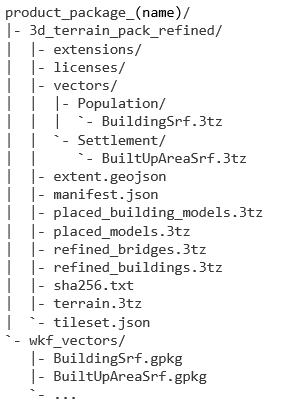 product_package_(name)/
|- 3d_terrain_pack_refined/
|  |- extensions/
|  |- licenses/
|  |- vectors/
|  |  |- Population/
|  |  |  `- BuildingSrf.3tz
|  |  `- Settlement/
|  |     `- BuiltUpAreaSrf.3tz
|  |- extent.geojson
|  |- manifest.json
|  |- placed_building_models.3tz
|  |- placed_models.3tz
|  |- refined_bridges.3tz
|  |- refined_buildings.3tz
|  |- sha256.txt
|  |- terrain.3tz
|  `- tileset.json
`- wkf_vectors/
   |- BuildingSrf.gpkg
   |- BuiltUpAreaSrf.gpkg
   `- ...